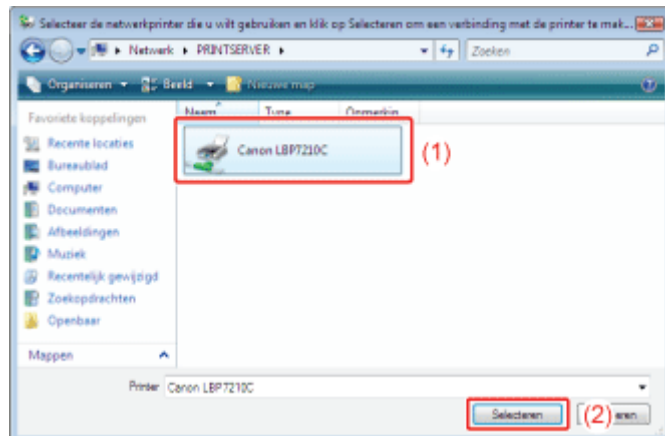 Selecteer de netwerkprinter die u wilt gebruiken en klik op Selecteren om een verbinding met de printer te mak...
Netwerk ▸ PRINTSERVER ▸
Zoeken
Organiseren
Beeld
Nieuwe map
Favoriete koppelingen
Naam Type Opmerkin
Recente locaties
Bureaublad
Computer
Documenten
Afbeeldingen
Muziek
Recentelijk gewijzigd
Zoekopdrachten
Openbaar
Canon LBP7210C
(1)
Mappen
Printer Canon LBP7210C
Selecteren
(2)